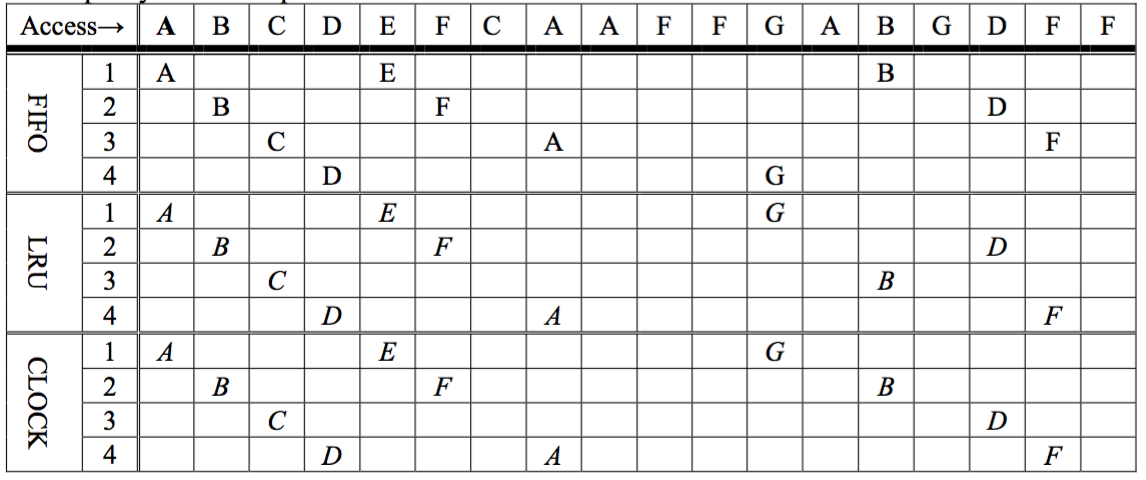 Access→ A B C D E F C A A F F G A B G D F F
FIFO
1 A E B
2 B F D
3 C A F
4 D G
LRU
1 A E G
2 B F D
3 C B
4 D A F
CLOCK
1 A E G
2 B F B
3 C D
4 D A F